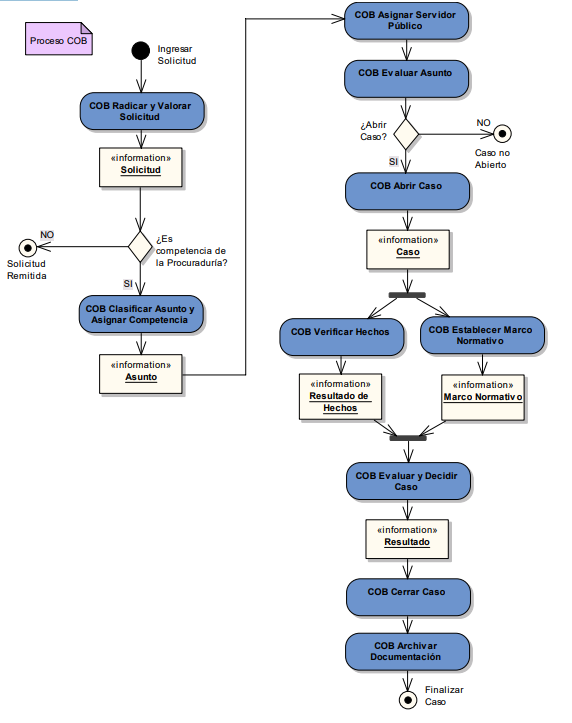 Proceso COB
Ingresar
Solicitud
COB Radicar y Valorar
Solicitud
«information»
Solicitud
NO
¿Es
competencia de
la Procuraduría?
Solicitud
Remitida
SI
COB Clasificar Asunto y
Asignar Competencia
«information»
Asunto
COB Asignar Servidor
Público
COB Evaluar Asunto
¿Abrir
Caso?
NO
Caso no
Abierto
SI
COB Abrir Caso
«information»
Caso
COB Verificar Hechos
COB Establecer Marco
Normativo
«information»
Resultado de
Hechos
«information»
Marco Normativo
COB Evaluar y Decidir
Caso
«information»
Resultado
COB Cerrar Caso
COB Archivar
Documentación
Finalizar
Caso